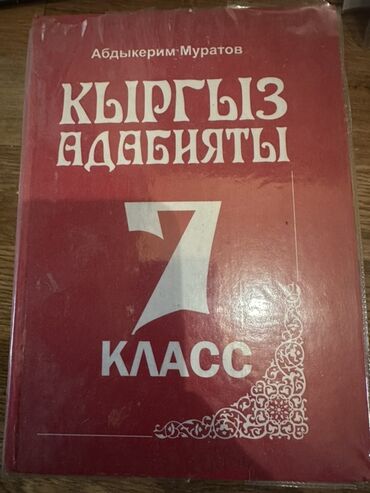 Абдыкерим Муратов
КЫРГЫЗ
АДАБИЯТЫ
7
КЛАСС